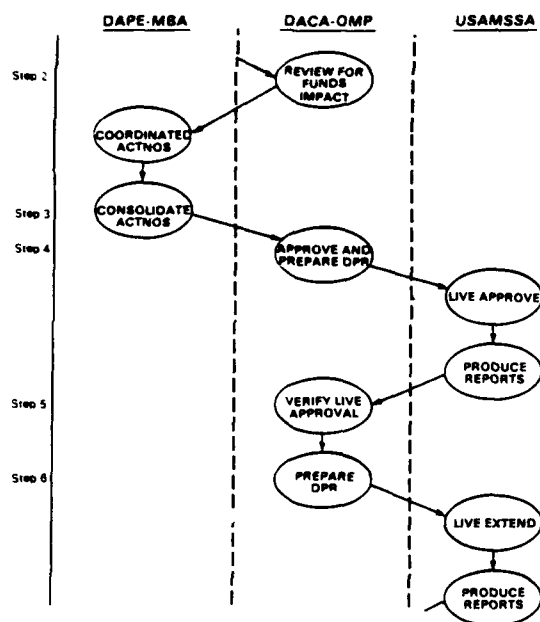 DAPE-MBA
DACA-OMP
USAMSSA
Step 2
REVIEW FOR
FUNDS
IMPACT
COORDINATED
ACTNOS
Step 3
CONSOLIDATE
ACTNOS
Step 4
APPROVE AND
PREPARE DPR
LIVE APPROVE
PRODUCE
REPORTS
Step 5
VERIFY LIVE
APPROVAL
Step 6
PREPARE
DPR
LIVE EXTEND
PRODUCE
REPORTS